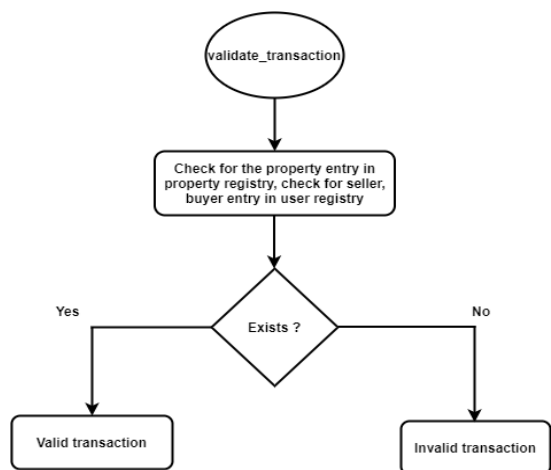 validate_transaction
Check for the property entry in
property registry, check for seller,
buyer entry in user registry
Yes
No
Exists ?
Valid transaction
Invalid transaction